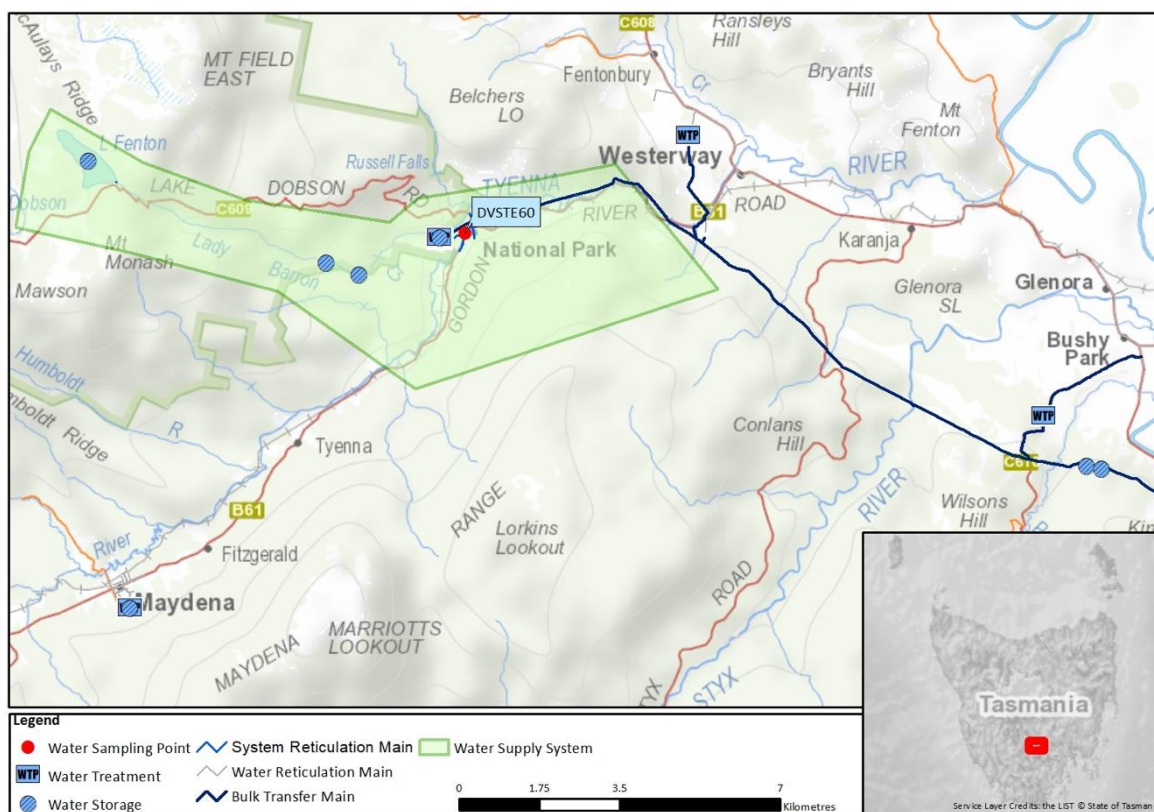 cAulays
Ridge
MT FIELD
EAST
L Fenton
Dobson
LAKE
DOBSON
RD
C609
Russell Falls
Belchers
LO
Fentonbury
C608
Ransleys
Hill
Bryants
Hill
Mt
Fenton
Cr
WTP
Westerway
RIVER
TYENNA
RIVER
DVSTE60
B61
ROAD
National Park
Karanja
Glenora
Glenora
SL
Bushy
Park
Mt
Monash
Mawson
Lady
Barron
GORDON
Humboldt
R
mboldt Ridge
Tyenna
Conlans
Hill
WTP
RANGE
Lorkins
Lookout
B61
River
Fitzgerald
Maydena
MAYDENA
MARRIOTTS
LOOKOUT
ROAD
RIVER
STYX
Wilsons
Hill
Tasmania
Service Layer Credits: the LIST © State of Tasman
Legend
Water Sampling Point
System Reticulation Main
Water Supply System
WTP
Water Treatment
Water Reticulation Main
Water Storage
Bulk Transfer Main
0 1.75 3.5 7
Kilometres